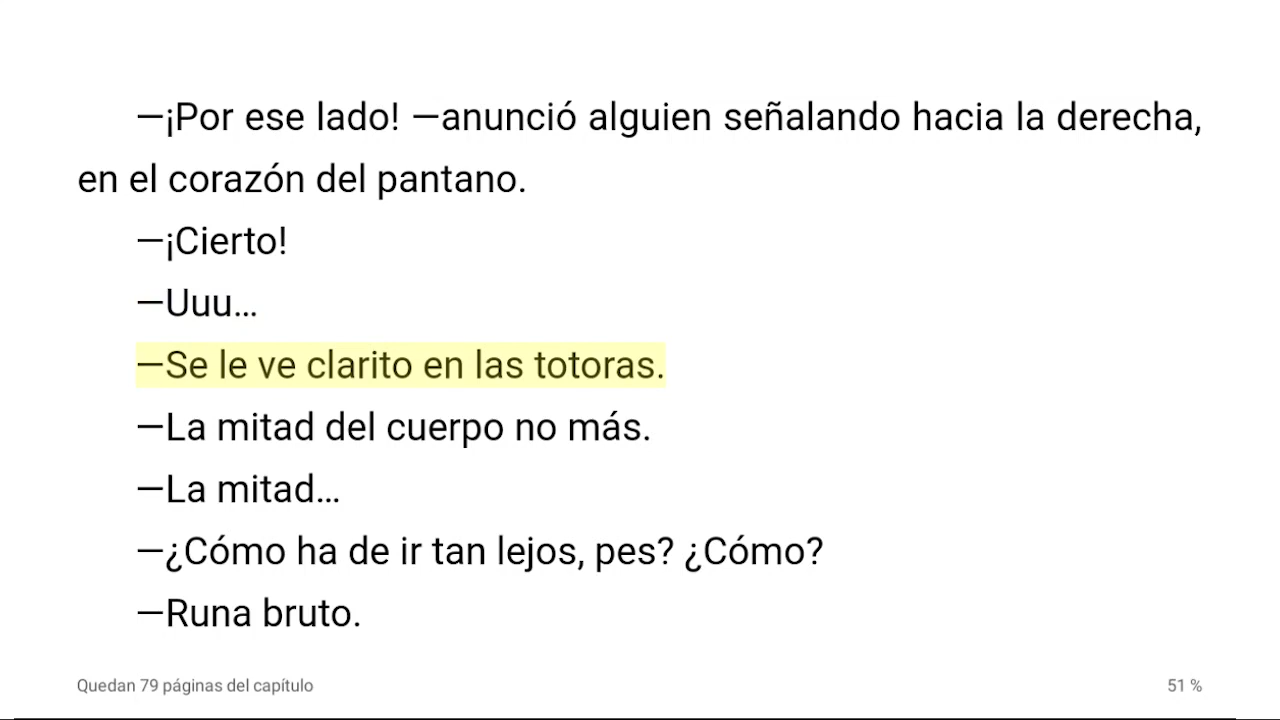 —¡Por ese lado! —anunció alguien señalando hacia la derecha,
en el corazón del pantano.
—¡Cierto!
—Uuu…
—Se le ve clarito en las totoras.
—La mitad del cuerpo no más.
—La mitad…
—¿Cómo ha de ir tan lejos, pes? ¿Cómo?
—Runa bruto.
Quedan 79 páginas del capítulo
51 %